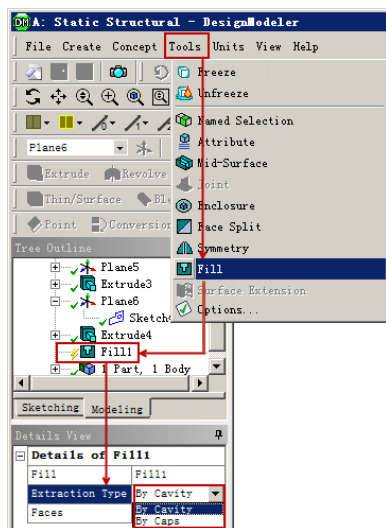 A: Static Structural - DesignModeler
File Create Concept Tools Units View Help
Freeze
Unfreeze
Named Selection
Plane6
Attribute
Mid-Surface
Extrude Revolve
Joint
Thin/Surface Ble
Enclosure
Face Split
Point Conversion
Symmetry
Tree Outline
Fill
Plane5
Surface Extension
Extrude3
Options...
Plane6
Sketch
Extrude4
Fill1
1 Part, 1 Body
Sketching Modeling
Details View
Details of Fill1
Fill Fill1
Extraction Type By Cavity
Faces By Cavity
By Caps